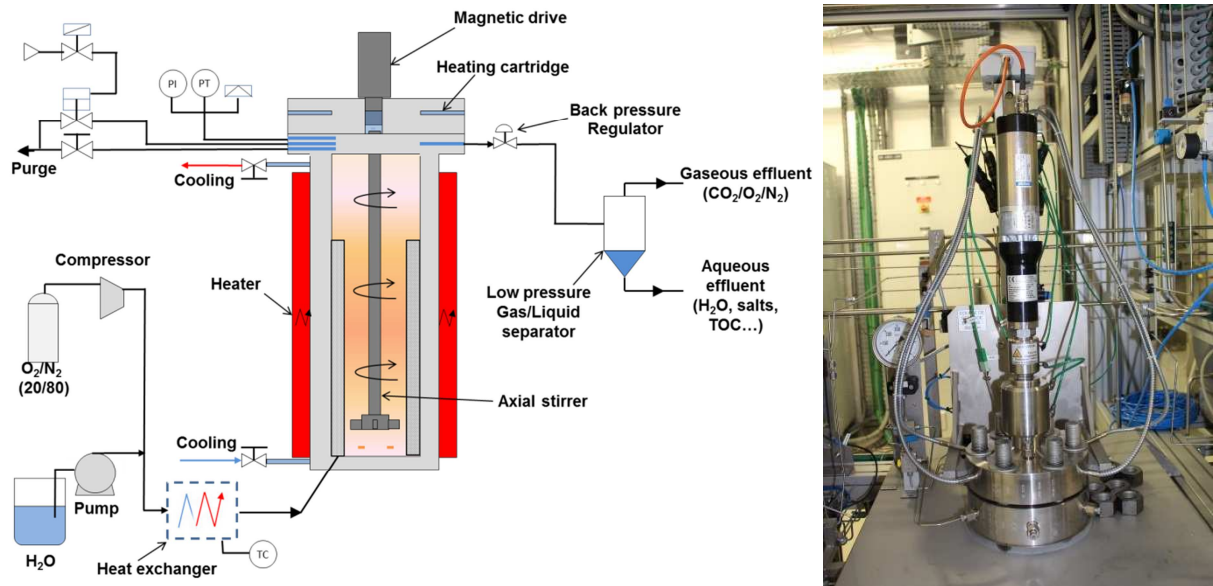 Magnetic drive
Heating cartridge
PI
PT
Back pressure
Regulator
Purge
Cooling
Gaseous effluent
(CO₂/O₂/N₂)
Compressor
Heater
Low pressure
Gas/Liquid
separator
Aqueous
effluent
(H₂O, salts,
TOC…)
O₂/N₂
(20/80)
Axial stirrer
Cooling
Pump
H₂O
Heat exchanger
TC